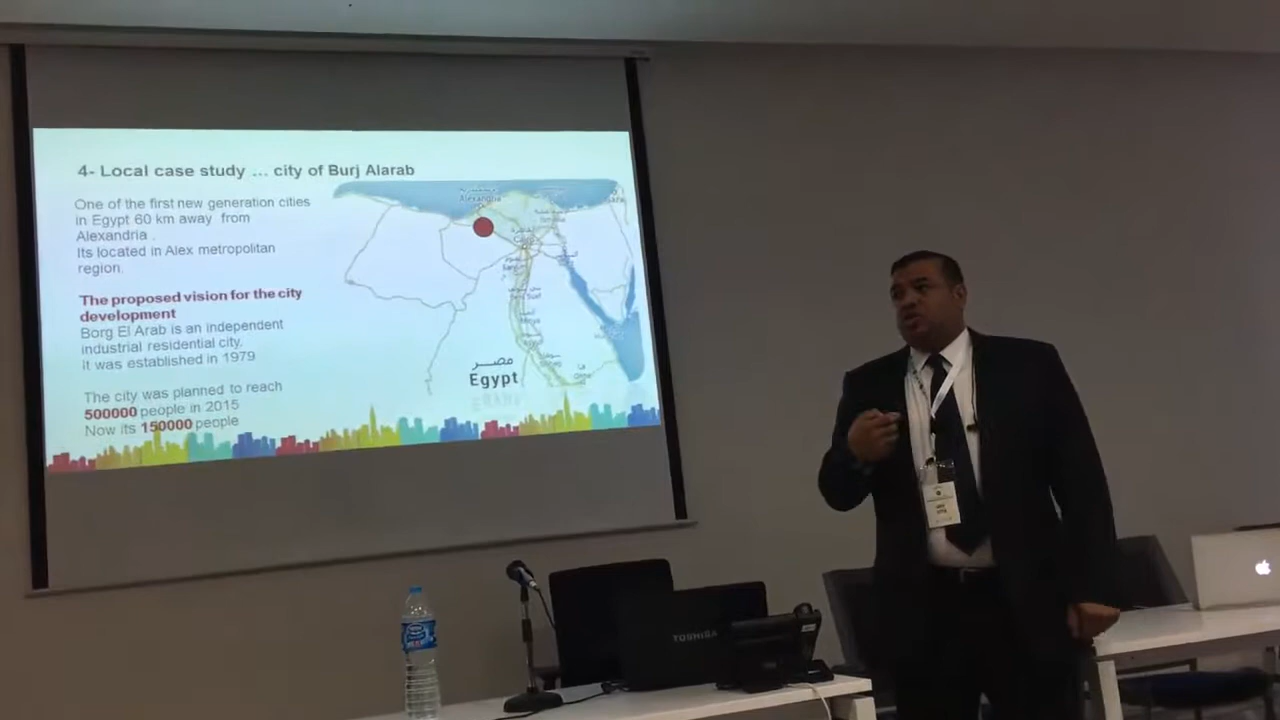 4- Local case study ... city of Burj Alarab
One of the first new generation cities
in Egypt 60 km away from
Alexandria .
Its located in Alex metropolitan
region.
The proposed vision for the city
development
Borg El Arab is an independent
industrial residential city.
It was established in 1979
The city was planned to reach
500000 people in 2015
Now its 150000 people
Alexandria
مصر
Egypt
TOSHIBA